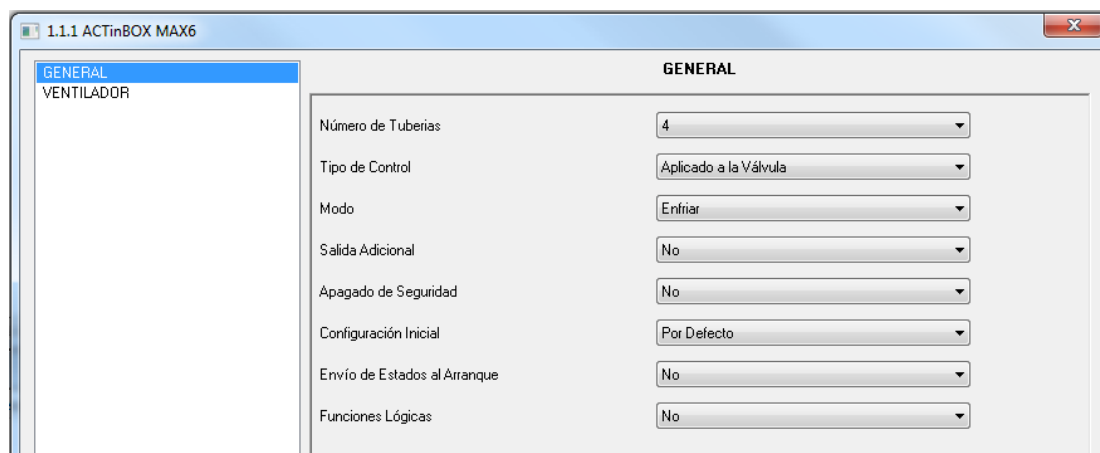 1.1.1 ACTinBOX MAX6
GENERAL
VENTILADOR
GENERAL
Número de Tuberias 4
Tipo de Control Aplicado a la Válvula
Modo Enfriar
Salida Adicional No
Apagado de Seguridad No
Configuración Inicial Por Defecto
Envío de Estados al Arranque No
Funciones Lógicas No